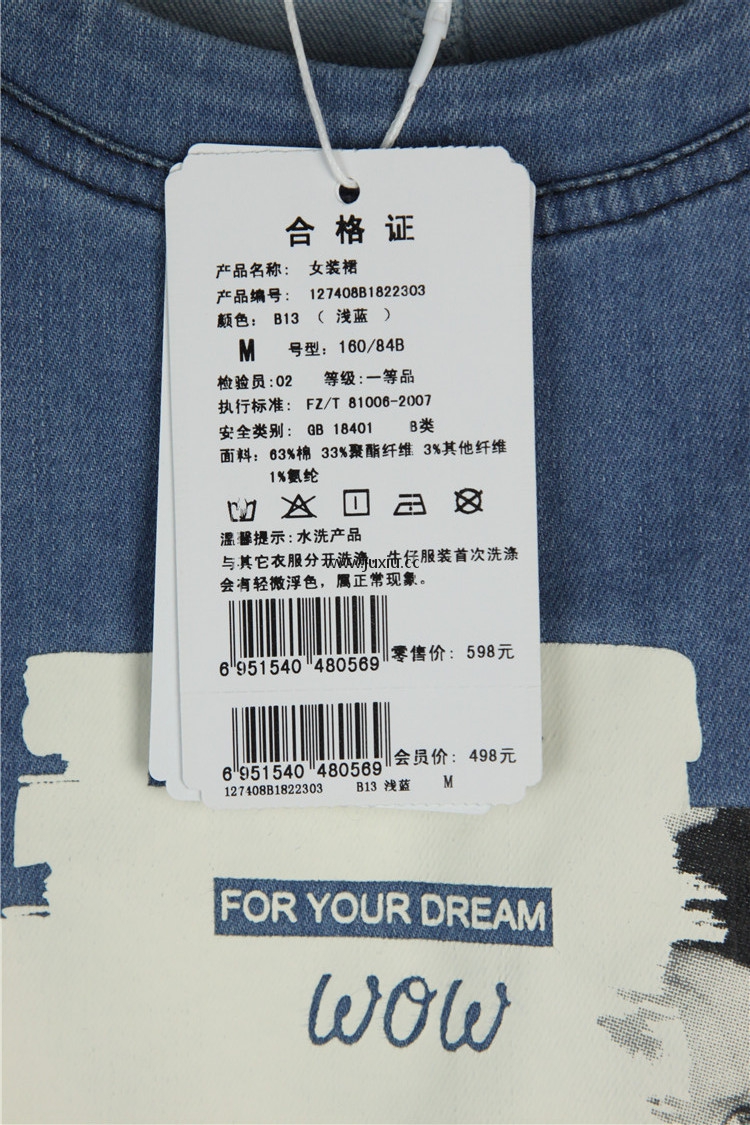 合格证
产品名称: 女装裙
产品编号: 127408B1822303
颜色: B13 ( 浅蓝 )
M 号型: 160/84B
检验员:02 等级:一等品
执行标准: FZ/T 81006-2007
安全类别: GB 18401 B类
面料: 63%棉 33%聚酯纤维 3%其他纤维
1%氨纶
温馨提示:水洗产品
与其它衣服分开洗涤，牛仔服装首次洗涤
www.juxiu.cc
会有轻微浮色，属正常现象。
6 951540 480569 零售价: 598元
6 951540 480569 会员价: 498元
127408B1822303 B13 浅蓝 M
FOR YOUR DREAM
wow